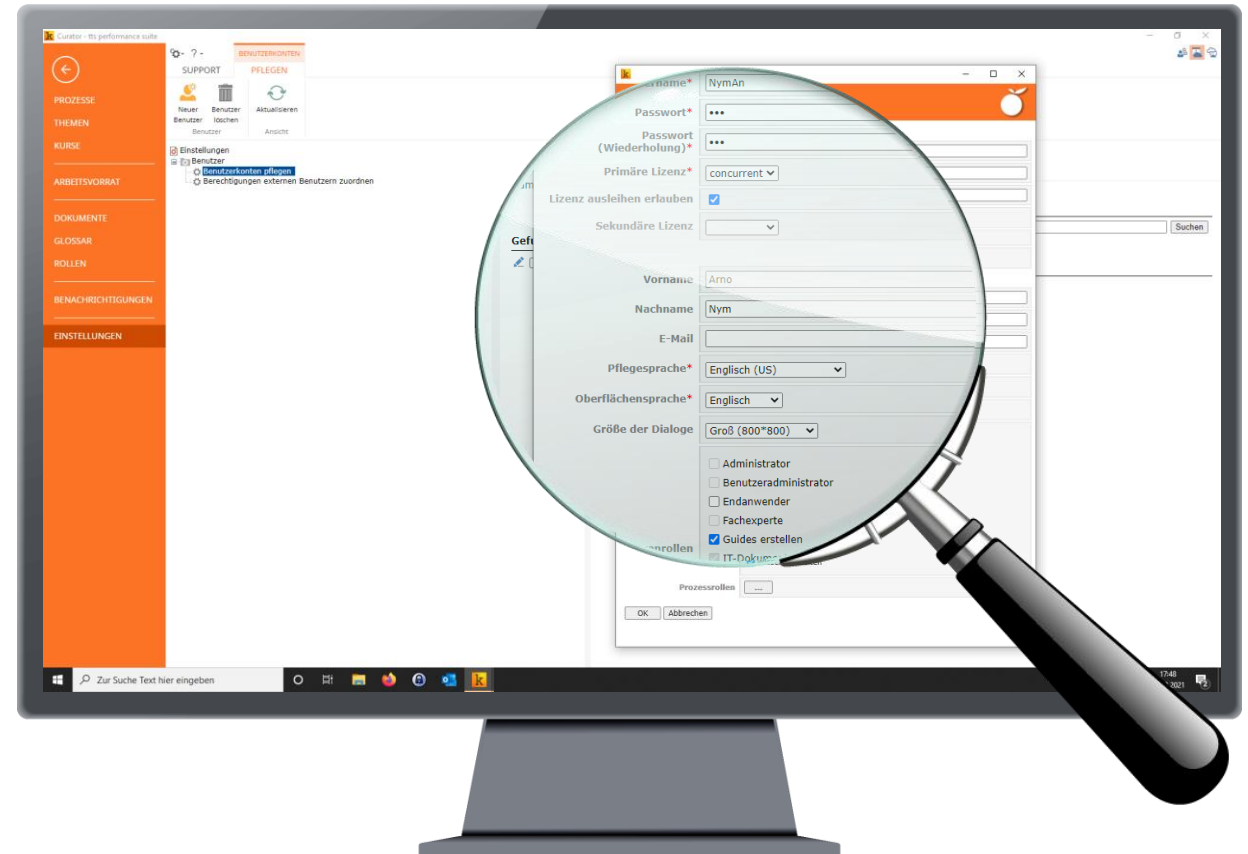 Curator - tts performance suite
?
BENUTZERKONTEN
SUPPORT
PFLEGEN
Neuer Benutzer
Benutzer löschen
Aktualisieren
Benutzer
Ansicht
PROZESSE
THEMEN
KURSE
ARBEITSVORRAT
DOKUMENTE
GLOSSAR
ROLLEN
BENACHRICHTIGUNGEN
EINSTELLUNGEN
Einstellungen
Benutzer
Benutzerkonten pflegen
Berechtigungen externen Benutzern zuordnen
Suchen
k
NymAn
Passwort* •••
Passwort
(Wiederholung)* •••
Primäre Lizenz* concurrent
Lizenz ausleihen erlauben
Sekundäre Lizenz
Vorname Arno
Nachname Nym
E-Mail
Pflegesprache* Englisch (US)
Oberflächensprache* Englisch
Größe der Dialoge Groß (800*800)
Administrator
Benutzeradministrator
Endanwender
Fachexperte
Guides erstellen
Prozessrollen ...
OK Abbrechen
Zur Suche Text hier eingeben
k
17:48
2021
2